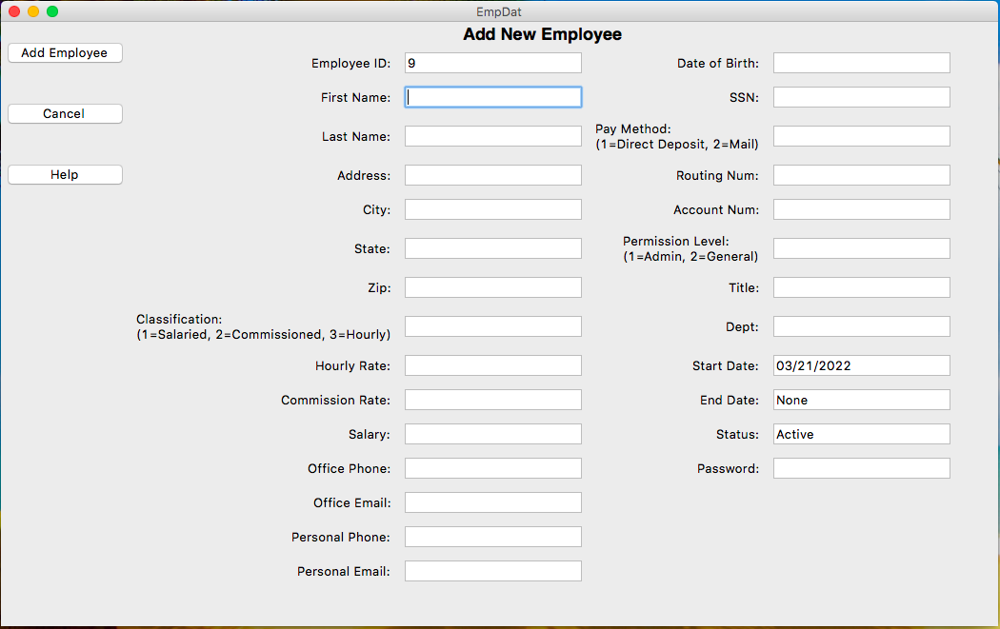 EmpDat
Add New Employee
Add Employee
Cancel
Help
Employee ID: 9
First Name:
Last Name:
Address:
City:
State:
Zip:
Classification:
(1=Salaried, 2=Commissioned, 3=Hourly)
Hourly Rate:
Commission Rate:
Salary:
Office Phone:
Office Email:
Personal Phone:
Personal Email:
Date of Birth:
SSN:
Pay Method:
(1=Direct Deposit, 2=Mail)
Routing Num:
Account Num:
Permission Level:
(1=Admin, 2=General)
Title:
Dept:
Start Date: 03/21/2022
End Date: None
Status: Active
Password: